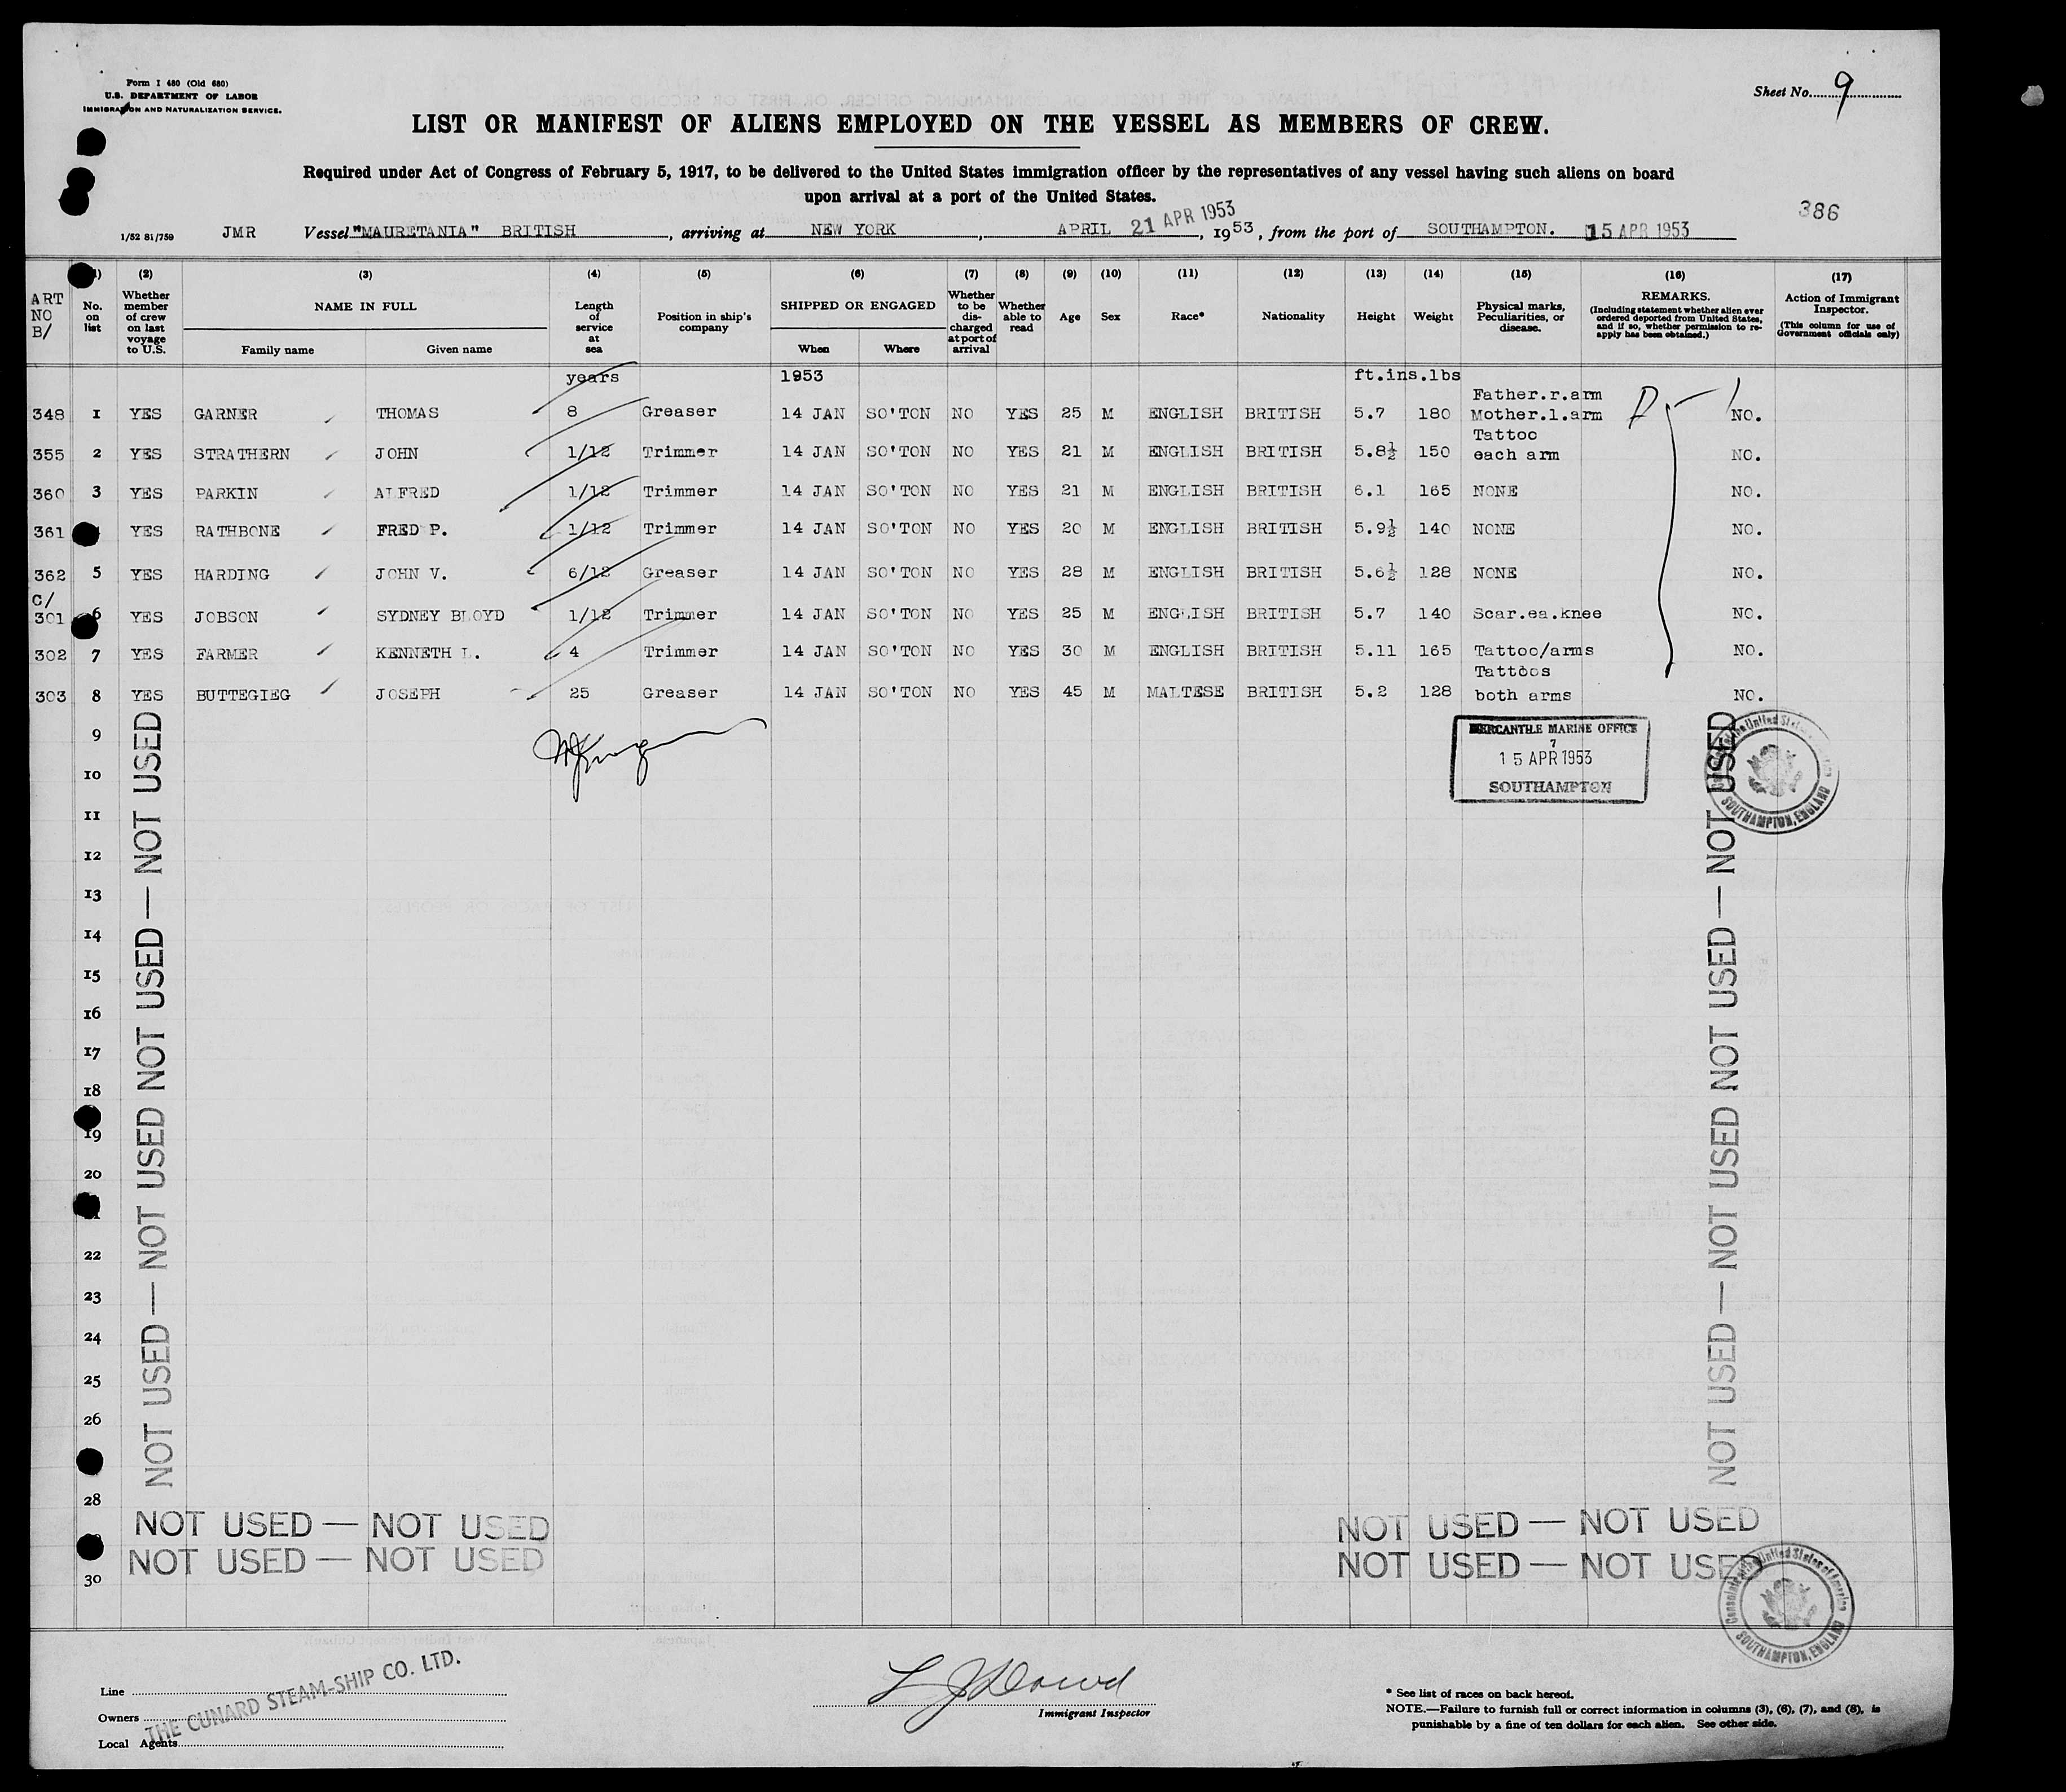 Form I 480 (Old 680)
U.S. DEPARTMENT OF LABOR
IMMIGRATION AND NATURALIZATION SERVICE.
Sheet No. 9
LIST OR MANIFEST OF ALIENS EMPLOYED ON THE VESSEL AS MEMBERS OF CREW.
Required under Act of Congress of February 5, 1917, to be delivered to the United States immigration officer by the representatives of any vessel having such aliens on board
upon arrival at a port of the United States.
386
1/52 81/759 JMR Vessel "MAURETANIA" BRITISH, arriving at NEW YORK, APRIL 21 APR 1953, 1953, from the port of SOUTHAMPTON. 15 APR 1953
ART NO B/
(1) No. on list
(2) Whether member of crew on last voyage to U.S.
(3) NAME IN FULL Family name Given name
(4) Length of service at sea
(5) Position in ship's company
(6) SHIPPED OR ENGAGED When Where
(7) Whether to be discharged at port of arrival
(8) Whether able to read
(9) Age
(10) Sex
(11) Race*
(12) Nationality
(13) Height
(14) Weight
(15) Physical marks, Peculiarities, or disease.
(16) REMARKS. (Including statement whether alien ever ordered deported from United States, and if so, whether permission to re-apply has been obtained.)
(17) Action of Immigrant Inspector. (This column for use of Government officials only)
years 1953 ft.ins.lbs
348 1 YES GARNER THOMAS 8 Greaser 14 JAN SO'TON NO YES 25 M ENGLISH BRITISH 5.7 180 Father.r.arm Mother.l.arm NO.
355 2 YES STRATHERN JOHN 1/12 Trimmer 14 JAN SO'TON NO YES 21 M ENGLISH BRITISH 5.8½ 150 Tattoo each arm NO.
360 3 YES PARKIN ALFRED 1/12 Trimmer 14 JAN SO'TON NO YES 21 M ENGLISH BRITISH 6.1 165 NONE NO.
361 YES RATHBONE FRED P. 1/12 Trimmer 14 JAN SO'TON NO YES 20 M ENGLISH BRITISH 5.9½ 140 NONE NO.
362 5 YES HARDING JOHN V. 6/12 Greaser 14 JAN SO'TON NO YES 28 M ENGLISH BRITISH 5.6½ 128 NONE NO.
C/
301 6 YES JOBSON SYDNEY BLOYD 1/12 Trimmer 14 JAN SO'TON NO YES 25 M ENGLISH BRITISH 5.7 140 Scar.ea.knee NO.
302 7 YES FARMER KENNETH L. 4 Trimmer 14 JAN SO'TON NO YES 30 M ENGLISH BRITISH 5.11 165 Tattoo/arms NO.
303 8 YES BUTTEGIEG JOSEPH 25 Greaser 14 JAN SO'TON NO YES 45 M MALTESE BRITISH 5.2 128 Tattoos both arms NO.
MERCANTILE MARINE OFFICE
7
15 APR 1953
SOUTHAMPTON
SOUTHAMPTON, ENGLAND
9
10
11
12
13
14
15
16
17
18
19
20
22
23
24
25
26
28
30
NOT USED — NOT USED NOT USED — NOT USED
NOT USED — NOT USED NOT USED — NOT USED
NOT USED — NOT USED NOT USED — NOT USED
NOT USED — NOT USED NOT USED — NOT USED
Consulate of the United States of America
SOUTHAMPTON, ENGLAND
Line
Owners
Local Agents
THE CUNARD STEAM-SHIP CO. LTD.
L J Dowd
Immigrant Inspector
* See list of races on back hereof.
NOTE.—Failure to furnish full or correct information in columns (3), (6), (7), and (8), is
punishable by a fine of ten dollars for each alien. See other side.